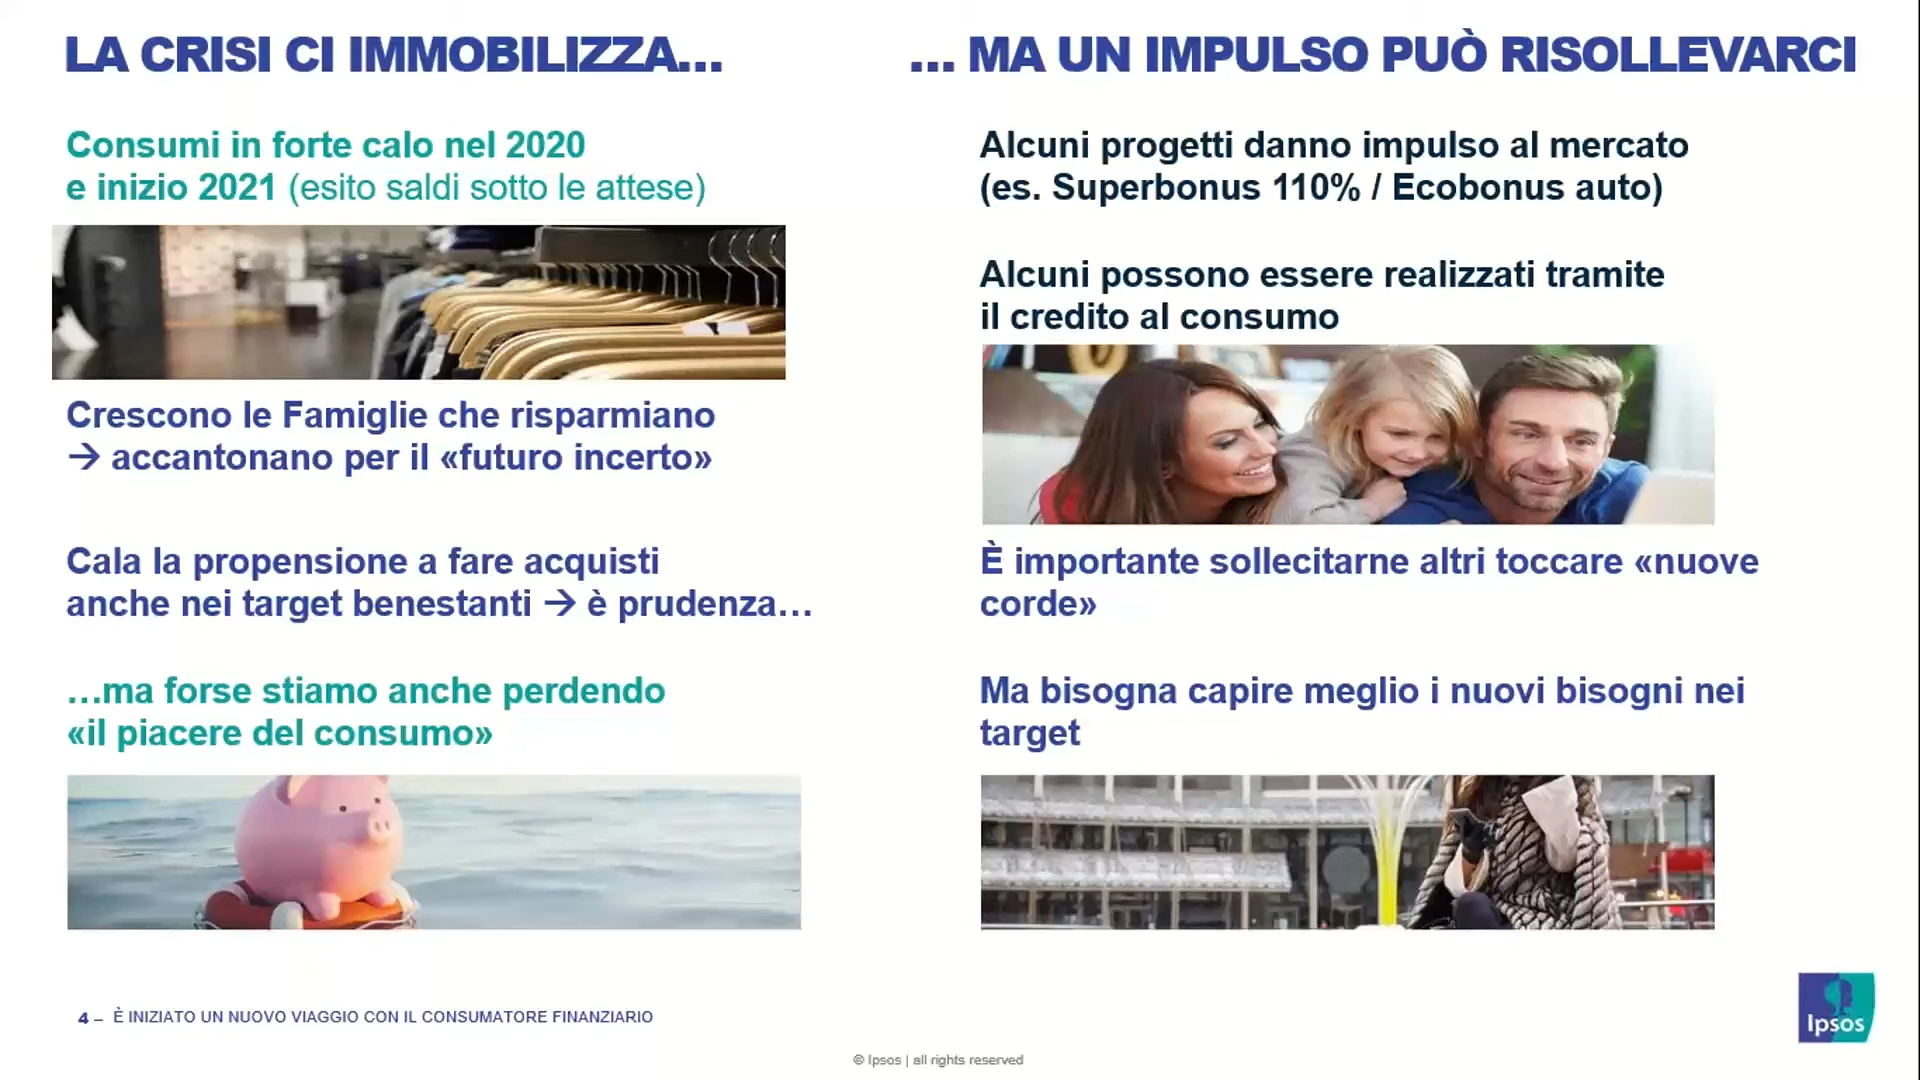 LA CRISI CI IMMOBILIZZA...
Consumi in forte calo nel 2020
e inizio 2021 (esito saldi sotto le attese)
Crescono le Famiglie che risparmiano
→ accantonano per il «futuro incerto»
Cala la propensione a fare acquisti
anche nei target benestanti → è prudenza…
…ma forse stiamo anche perdendo
«il piacere del consumo»
... MA UN IMPULSO PUÒ RISOLLEVARCI
Alcuni progetti danno impulso al mercato
(es. Superbonus 110% / Ecobonus auto)
Alcuni possono essere realizzati tramite
il credito al consumo
È importante sollecitarne altri toccare «nuove
corde»
Ma bisogna capire meglio i nuovi bisogni nei
target
4 – È INIZIATO UN NUOVO VIAGGIO CON IL CONSUMATORE FINANZIARIO
Ipsos
© Ipsos | all rights reserved